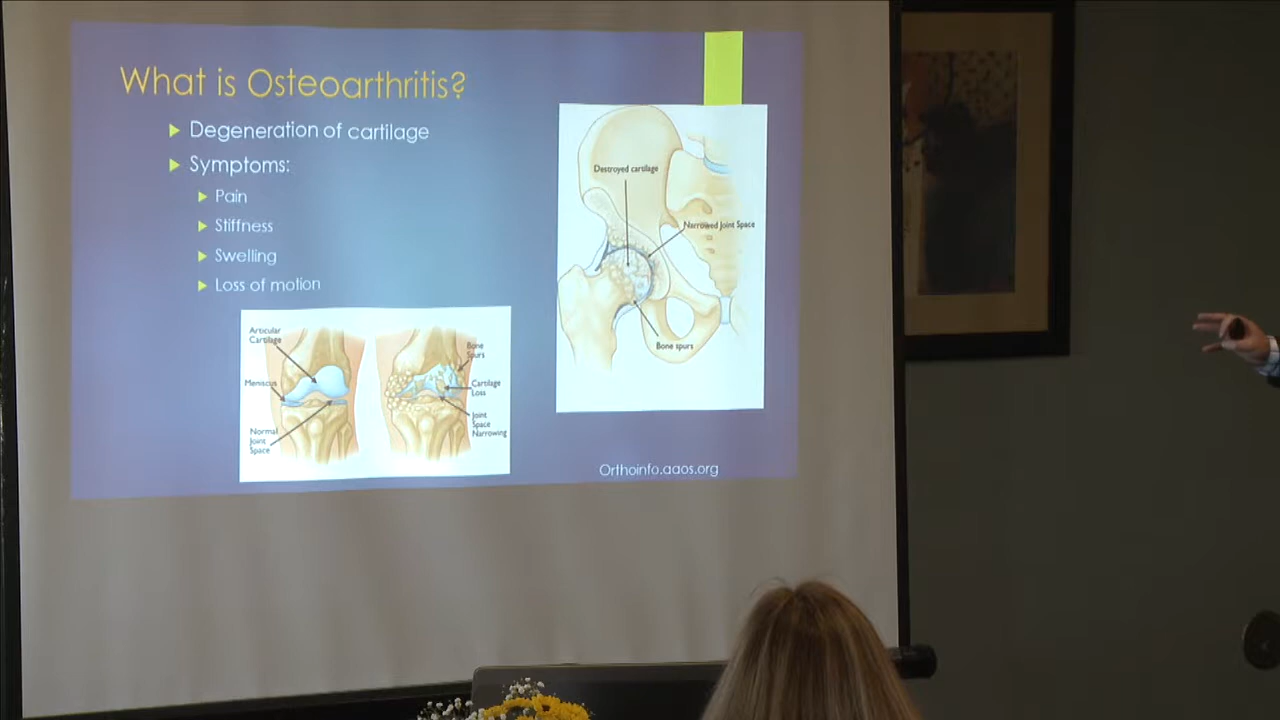 What is Osteoarthritis?
Degeneration of cartilage
Symptoms:
Pain
Stiffness
Swelling
Loss of motion
Articular
Cartilage
Meniscus
Normal
Joint
Space
Bone
Spurs
Cartilage
Loss
Joint
Space
Narrowing
Destroyed cartilage
Narrowed Joint Space
Bone spurs
Orthoinfo.aaos.org